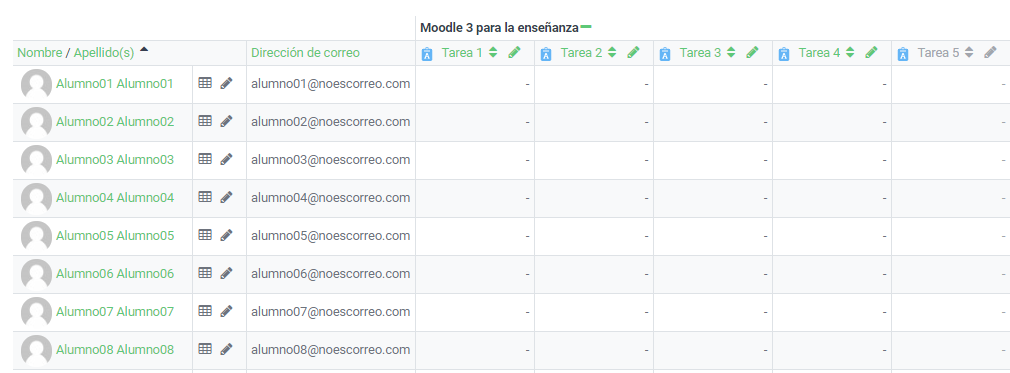 Moodle 3 para la enseñanza
Nombre / Apellido(s) Dirección de correo Tarea 1 Tarea 2 Tarea 3 Tarea 4 Tarea 5
Alumno01 Alumno01 alumno01@noescorreo.com - - - - -
Alumno02 Alumno02 alumno02@noescorreo.com - - - - -
Alumno03 Alumno03 alumno03@noescorreo.com - - - - -
Alumno04 Alumno04 alumno04@noescorreo.com - - - - -
Alumno05 Alumno05 alumno05@noescorreo.com - - - - -
Alumno06 Alumno06 alumno06@noescorreo.com - - - - -
Alumno07 Alumno07 alumno07@noescorreo.com - - - - -
Alumno08 Alumno08 alumno08@noescorreo.com - - - - -